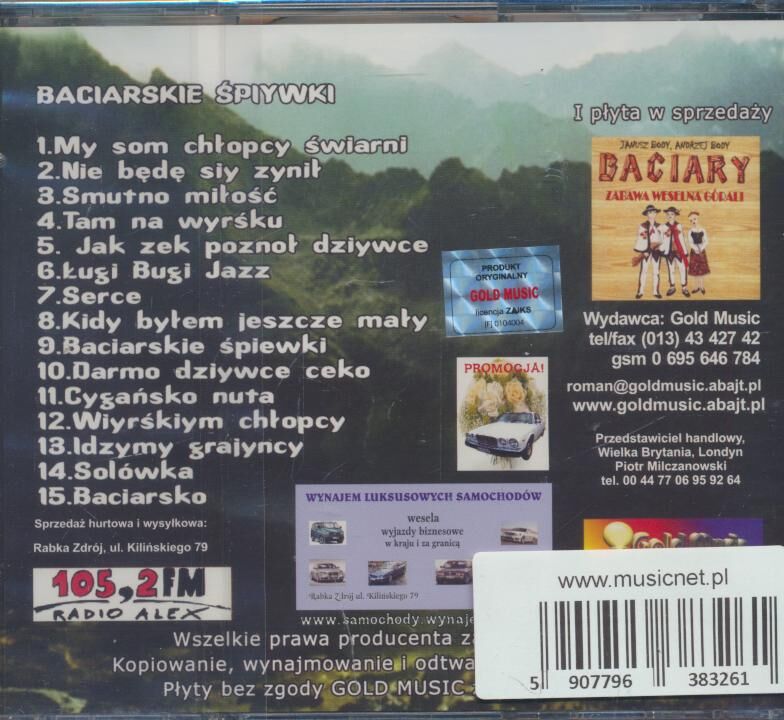 BACIARSKIE ŚPIYWKI
1.My som chłopcy świarni
2.Nie będę siy zynił
3.Smutno miłość
4.Tam na wyrśku
5. Jak zek poznoł dziywce
6.Ługi Bugi Jazz
7.Serce
8.Kidy byłem jeszcze mały
9.Baciarskie śpiewki
10.Darmo dziywce ceko
11.Cygańsko nuta
12.Wiyrśkiym chłopcy
13.Idzymy grajyncy
14.Solówka
15.Baciarsko
Sprzedaż hurtowa i wysyłkowa:
Rabka Zdrój, ul. Kilińskiego 79
105,2FM
RADIO ALEX
PRODUKT
ORYGINALNY
GOLD MUSIC
licencja ZAIKS
[F] 0104004
PROMOCJA!
WYNAJEM LUKSUSOWYCH SAMOCHODÓW
wesela
wyjazdy biznesowe
w kraju i za granicą
Rabka Zdrój ul. Kilińskiego 79
www.samochody.wynaje
I płyta w sprzedaży
JANUSZ BODY, ANDRZEJ BODY
BACIARY
ZABAWA WESELNA GÓRALI
Wydawca: Gold Music
tel/fax (013) 43 427 42
gsm 0 695 646 784
roman@goldmusic.abajt.pl
www.goldmusic.abajt.pl
Przedstawiciel handlowy,
Wielka Brytania, Londyn
Piotr Milczanowski
tel. 00 44 77 06 95 92 64
Wszelkie prawa producenta
Kopiowanie, wynajmowanie i
Płyty bez zgody GOLD MUSIC
www.musicnet.pl
5 907796 383261